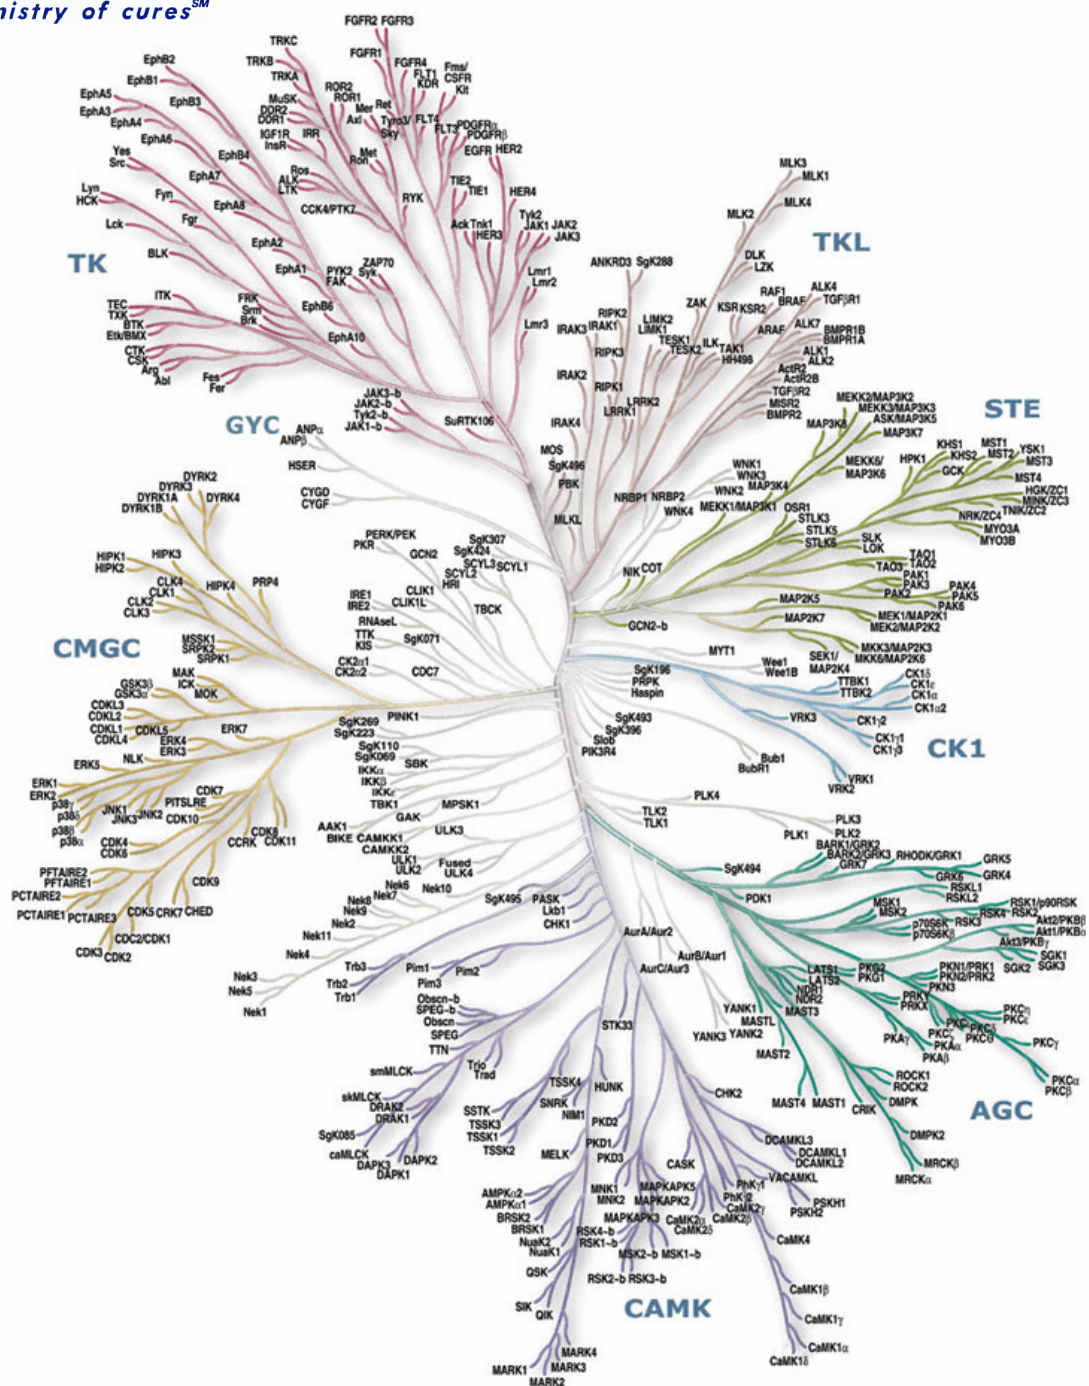 nistry of cures℠
FGFR2 FGFR3
TRKC
FGFR1
TRKB
FGFR4
TRKA
FLT1
KDR
Fms/
CSFR
Kit
EphB2
EphB1
EphA5
EphA3
EphB3
EphA4
EphA6
MuSK
ROR2
ROR1
DDR2
DDR1
Mer
Ret
Axl
Tyro3/
Sky
FLT4
FLT3
PDGFRα
PDGFRβ
IGF1R
InsR
IRR
EGFR
HER2
Yes
Src
EphB4
Met
Ron
EphA7
Ros
ALK
LTK
TIE2
TIE1
RYK
HER4
Lyn
HCK
Fyn
EphA8
CCK4/PTK7
Lck
Fgr
Ack
Tnk1
HER3
Tyk2
JAK1
JAK2
JAK3
BLK
EphA2
EphA1
PYK2
FAK
ZAP70
Syk
Lmr1
Lmr2
TK
ITK
TEC
TXK
BTK
Etk/BMX
FRK
Srm
Brk
EphB6
Lmr3
CTK
CSK
Arg
Abl
EphA10
Fes
Fer
JAK3~b
JAK2~b
Tyk2~b
JAK1~b
SuRTK106
MLK3
MLK1
MLK4
MLK2
TKL
DLK
LZK
ANKRD3
SgK288
ZAK
KSR
KSR2
RAF1
BRAF
ALK4
TGFβR1
RIPK2
IRAK3
IRAK1
LIMK2
LIMK1
TESK1
TESK2
ILK
TAK1
HH498
ARAF
ALK7
BMPR1B
BMPR1A
ALK1
ALK2
ActR2
ActR2B
TGFβR2
MISR2
BMPR2
RIPK3
IRAK2
RIPK1
LRRK2
LRRK1
IRAK4
MOS
SgK496
PBK
MLKL
NRBP1
NRBP2
WNK1
WNK3
WNK2
WNK4
GYC
ANPα
ANPβ
HSER
CYGD
CYGF
STE
MEKK2/MAP3K2
MEKK3/MAP3K3
ASK/MAP3K5
MAP3K8
MAP3K7
MEKK6/
MAP3K6
MAP3K4
MEKK1/MAP3K1
KHS1
KHS2
HPK1
GCK
MST1
MST2
YSK1
MST3
MST4
HGK/ZC1
MINK/ZC3
TNIK/ZC2
NRK/ZC4
MYO3A
MYO3B
OSR1
STLK3
STLK5
STLK6
SLK
LOK
TAO1
TAO2
TAO3
NIK
COT
PAK1
PAK3
PAK2
PAK4
PAK5
PAK6
MAP2K5
MAP2K7
MEK1/MAP2K1
MEK2/MAP2K2
GCN2~b
MKK3/MAP2K3
MKK6/MAP2K6
SEK1/
MAP2K4
DYRK2
DYRK3
DYRK1A
DYRK1B
DYRK4
HIPK1
HIPK2
HIPK3
HIPK4
PRP4
CLK4
CLK1
CLK2
CLK3
CMGC
MSSK1
SRPK2
SRPK1
MAK
ICK
MOK
GSK3β
GSK3α
CDKL3
CDKL2
CDKL1
CDKL4
CDKL5
ERK7
ERK4
ERK3
NLK
ERK5
ERK1
ERK2
p38γ
p38δ
p38β
p38α
JNK1
JNK3
JNK2
CDK7
PITSLRE
CDK10
CDK4
CDK6
CCRK
CDK8
CDK11
PFTAIRE2
PFTAIRE1
PCTAIRE2
PCTAIRE1
PCTAIRE3
CDK9
CDK5
CRK7
CHED
CDC2/CDK1
CDK3
CDK2
PERK/PEK
PKR
GCN2
SgK307
SgK424
SCYL3
SCYL1
SCYL2
HRI
CLIK1
CLIK1L
TBCK
IRE1
IRE2
RNAseL
TTK
KIS
SgK071
CK2α1
CK2α2
CDC7
PINK1
SgK269
SgK223
SgK110
SgK069
SBK
IKKα
IKKβ
IKKε
TBK1
MPSK1
GAK
AAK1
BIKE
CAMKK1
CAMKK2
ULK3
ULK1
ULK2
Fused
ULK4
Nek6
Nek7
Nek10
Nek8
Nek9
Nek2
Nek11
Nek4
Nek3
Nek5
Nek1
MYT1
Wee1
Wee1B
SgK196
PRPK
Haspin
SgK493
SgK396
Slob
PIK3R4
Bub1
BubR1
TTBK1
TTBK2
CK1δ
CK1ε
CK1α
CK1α2
VRK3
CK1γ2
CK1γ1
CK1γ3
CK1
VRK1
VRK2
PLK4
PLK3
PLK2
PLK1
TLK2
TLK1
SgK494
PDK1
BARK1/GRK2
BARK2/GRK3
RHODK/GRK1
GRK5
GRK7
GRK6
GRK4
RSKL1
RSKL2
MSK1
MSK2
RSK1/p90RSK
RSK2
RSK4
RSK3
p70S6K
p70S6Kβ
Akt2/PKBβ
Akt1/PKBα
Akt3/PKBγ
SGK1
SGK2
SGK3
AurA/Aur2
AurB/Aur1
AurC/Aur3
LATS1
LATS2
NDR1
NDR2
PKG2
PKG1
PKN1/PRK1
PKN2/PRK2
PKN3
PRKY
PRKX
YANK1
YANK2
YANK3
MASTL
MAST3
MAST2
MAST4
MAST1
PKAγ
PKAα
PKAβ
PKCζ
PKCδ
PKCθ
PKCη
PKCε
PKCγ
PKCα
PKCβ
ROCK1
ROCK2
DMPK
CRIK
DMPK2
MRCKβ
MRCKα
AGC
SgK495
PASK
Lkb1
CHK1
Trb3
Trb2
Trb1
Pim1
Pim2
Pim3
Obscn~b
SPEG~b
Obscn
SPEG
TTN
Trio
Trad
smMLCK
skMLCK
DRAK2
DRAK1
SgK085
caMLCK
DAPK3
DAPK2
DAPK1
STK33
TSSK4
HUNK
SNRK
NIM1
SSTK
TSSK3
TSSK1
TSSK2
PKD2
PKD1
PKD3
MELK
CHK2
DCAMKL3
DCAMKL1
DCAMKL2
CASK
VACAMKL
PhKγ1
PhKγ2
PSKH1
PSKH2
MNK1
MNK2
MAPKAPK5
MAPKAPK2
MAPKAPK3
CaMK2γ
CaMK2α
CaMK2β
CaMK2δ
AMPKα2
AMPKα1
BRSK2
BRSK1
NuaK2
NuaK1
RSK4~b
RSK1~b
MSK2~b
MSK1~b
RSK2~b
RSK3~b
QSK
SIK
QIK
MARK4
MARK1
MARK3
MARK2
CaMK4
CaMK1β
CaMK1γ
CaMK1α
CaMK1δ
CAMK